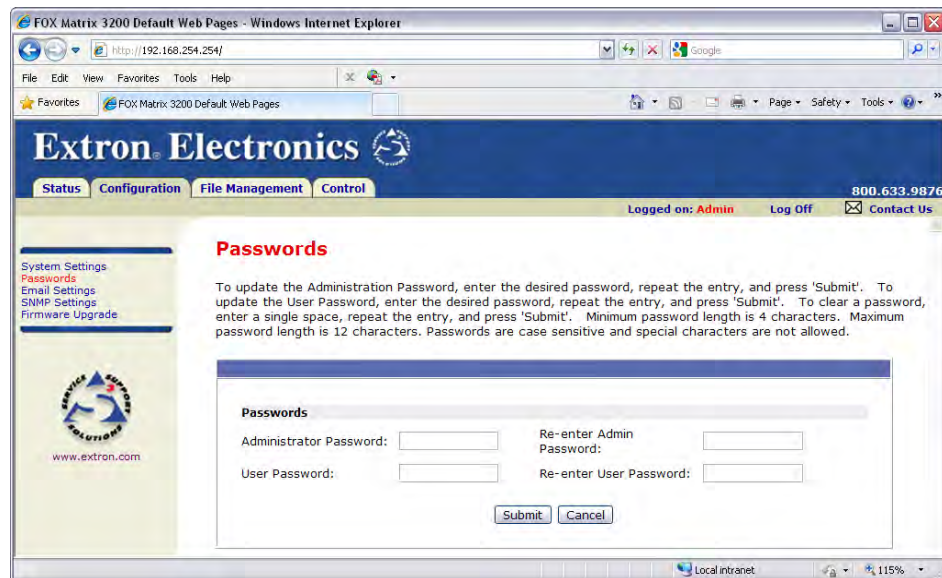 FOX Matrix 3200 Default Web Pages - Windows Internet Explorer
http://192.168.254.254/
Google
File Edit View Favorites Tools Help
Favorites FOX Matrix 3200 Default Web Pages
Page Safety Tools
Extron® Electronics
Status Configuration File Management Control
800.633.9876
Logged on: Admin Log Off Contact Us
System Settings
Passwords
Email Settings
SNMP Settings
Firmware Upgrade
SERVICE SUPPORT SOLUTIONS
www.extron.com
Passwords
To update the Administration Password, enter the desired password, repeat the entry, and press 'Submit'. To
update the User Password, enter the desired password, repeat the entry, and press 'Submit'. To clear a password,
enter a single space, repeat the entry, and press 'Submit'. Minimum password length is 4 characters. Maximum
password length is 12 characters. Passwords are case sensitive and special characters are not allowed.
Passwords
Administrator Password:
Re-enter Admin
Password:
User Password:
Re-enter User Password:
Submit Cancel
Local intranet 115%